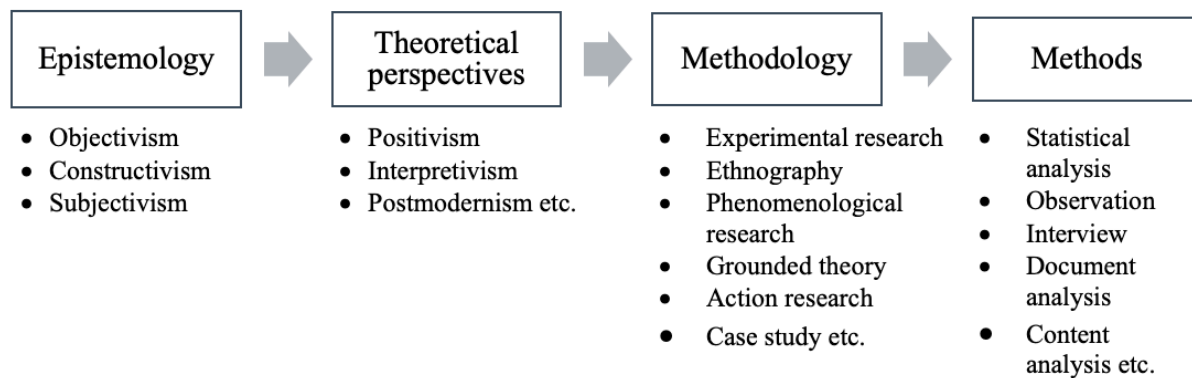 Epistemology
Theoretical
perspectives
Methodology
Methods
• Objectivism
• Constructivism
• Subjectivism
• Positivism
• Interpretivism
• Postmodernism etc.
• Experimental research
• Ethnography
• Phenomenological
research
• Grounded theory
• Action research
• Case study etc.
• Statistical
analysis
• Observation
• Interview
• Document
analysis
• Content
analysis etc.